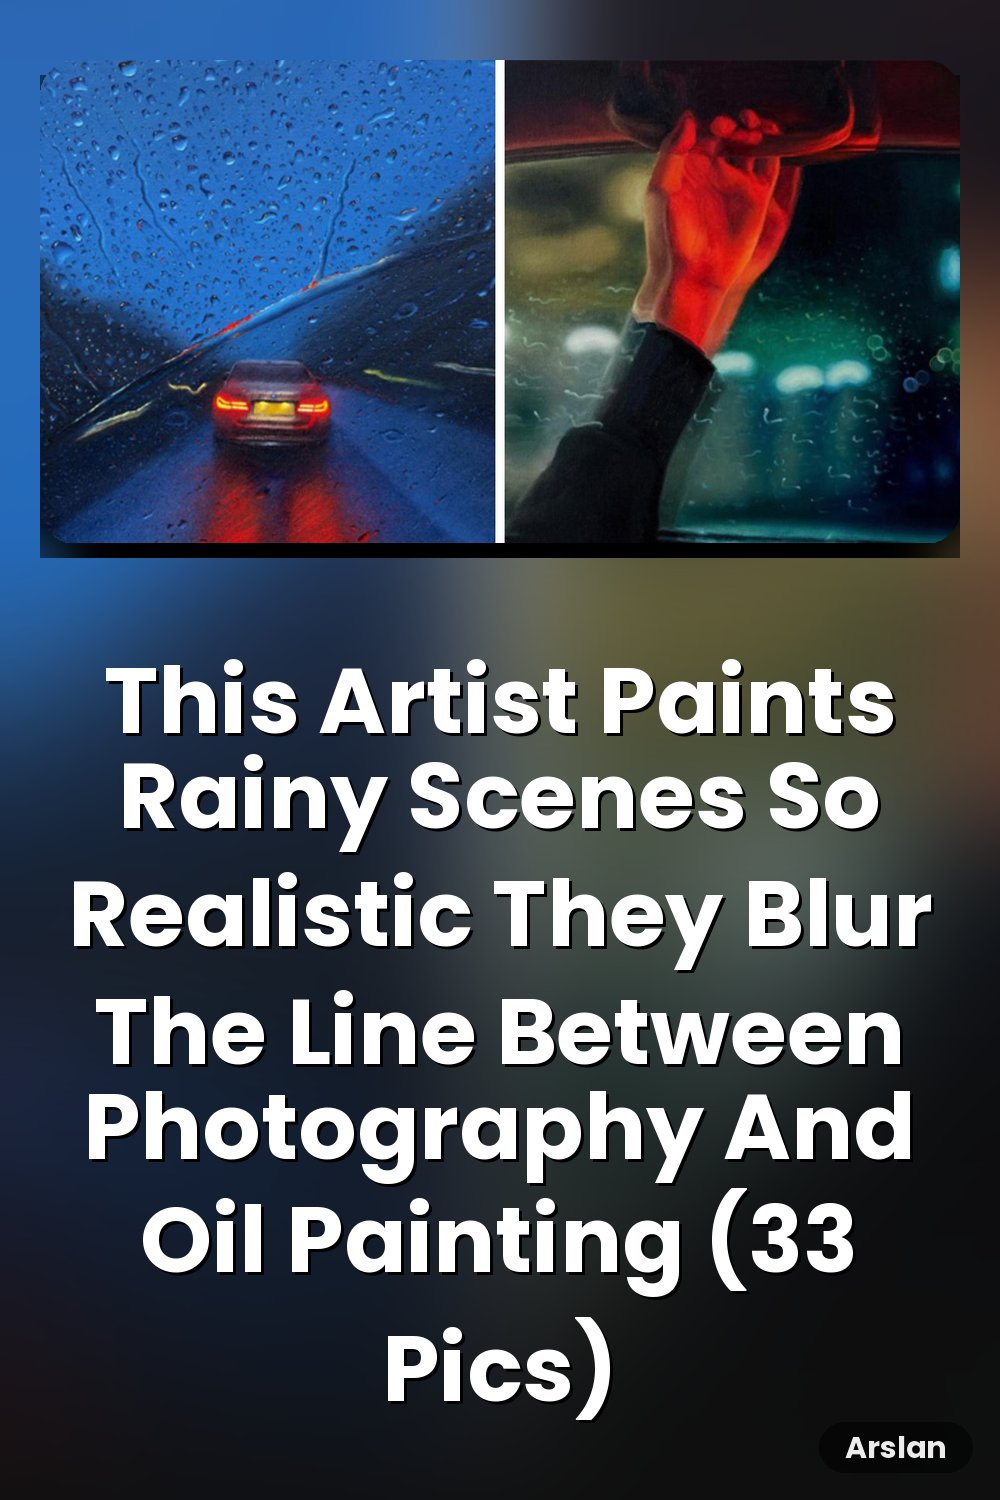 This Artist Paints
Rainy Scenes So
Realistic They Blur
The Line Between
Photography And
Oil Painting (33
Pics)
Arslan